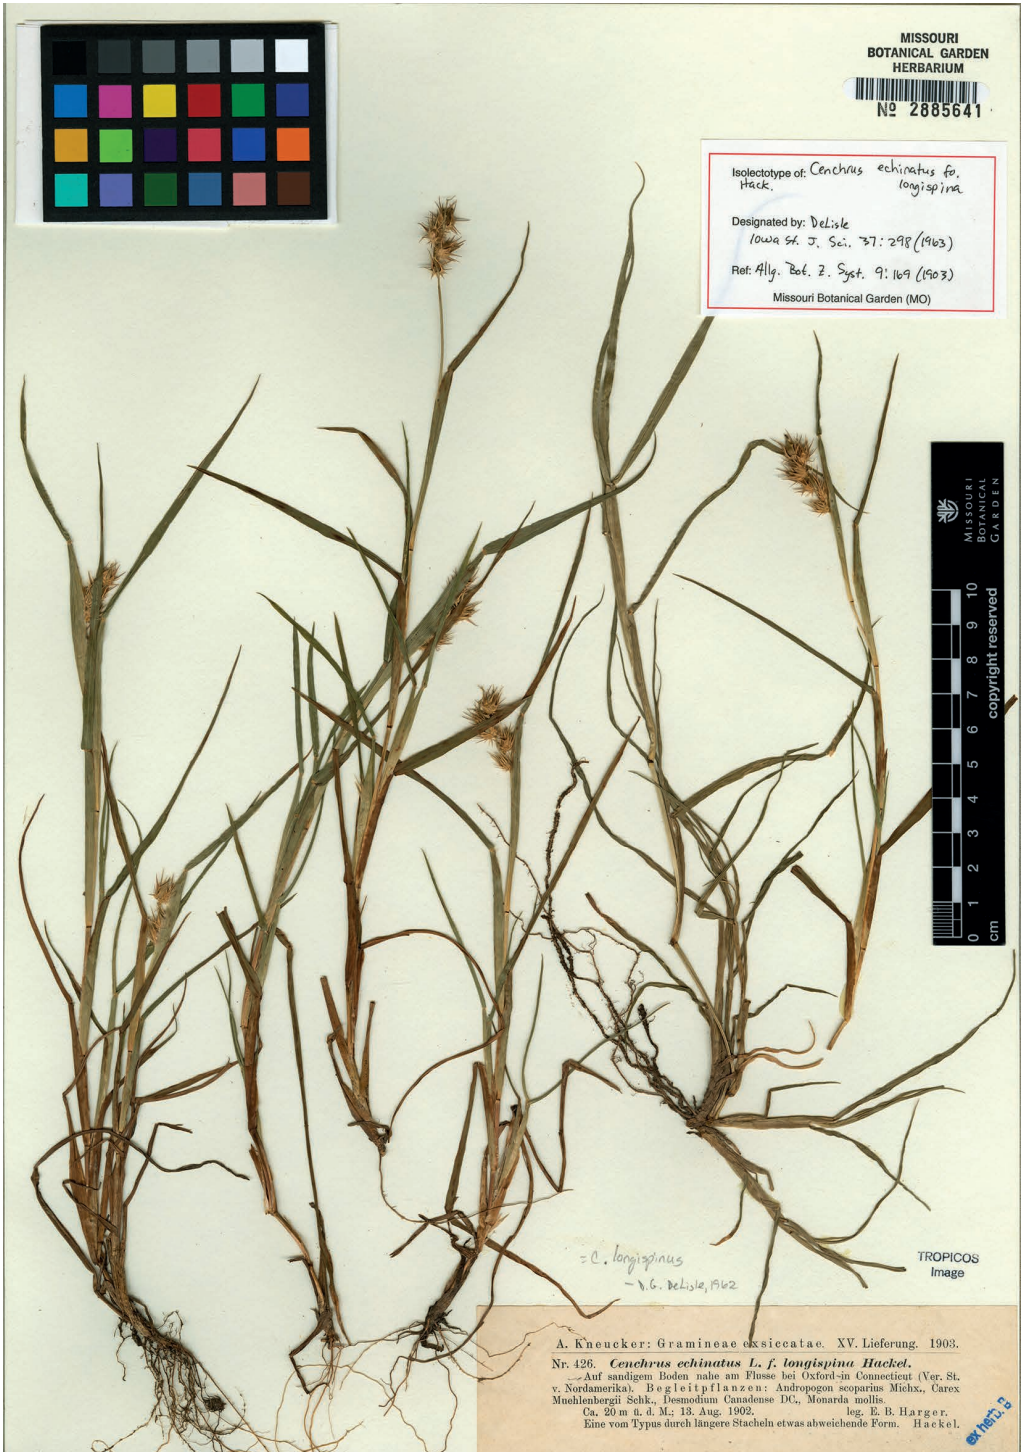 MISSOURI
BOTANICAL GARDEN
HERBARIUM
№ 2885641
Isolectotype of: Cenchrus echinatus fo.
Hack. longispina
Designated by: DeLisle
Iowa St. J. Sci. 37:298 (1963)
Ref: Allg. Bot. Z. Syst. 9:169 (1903)
Missouri Botanical Garden (MO)
MISSOURI
BOTANICAL
GARDEN
10
9
8
7
6
5
4
3
2
1
0
cm
copyright reserved
= C. longispinus
– D.G. DeLisle, 1962
TROPICOS
Image
A. Kneucker: Gramineae exsiccatae. XV. Lieferung. 1903.
Nr. 426. Cenchrus echinatus L. f. longispina Hackel.
Auf sandigem Boden nahe am Flusse bei Oxford in Connecticut (Ver. St.
v. Nordamerika). Begleitpflanzen: Andropogon scoparius Michx., Carex
Muehlenbergii Schk., Desmodium Canadense DC., Monarda mollis.
Ca. 20 m ü. d. M.; 13. Aug. 1902. leg. E. B. Harger.
Eine vom Typus durch längere Stacheln etwas abweichende Form. Hackel.
ex herb. B